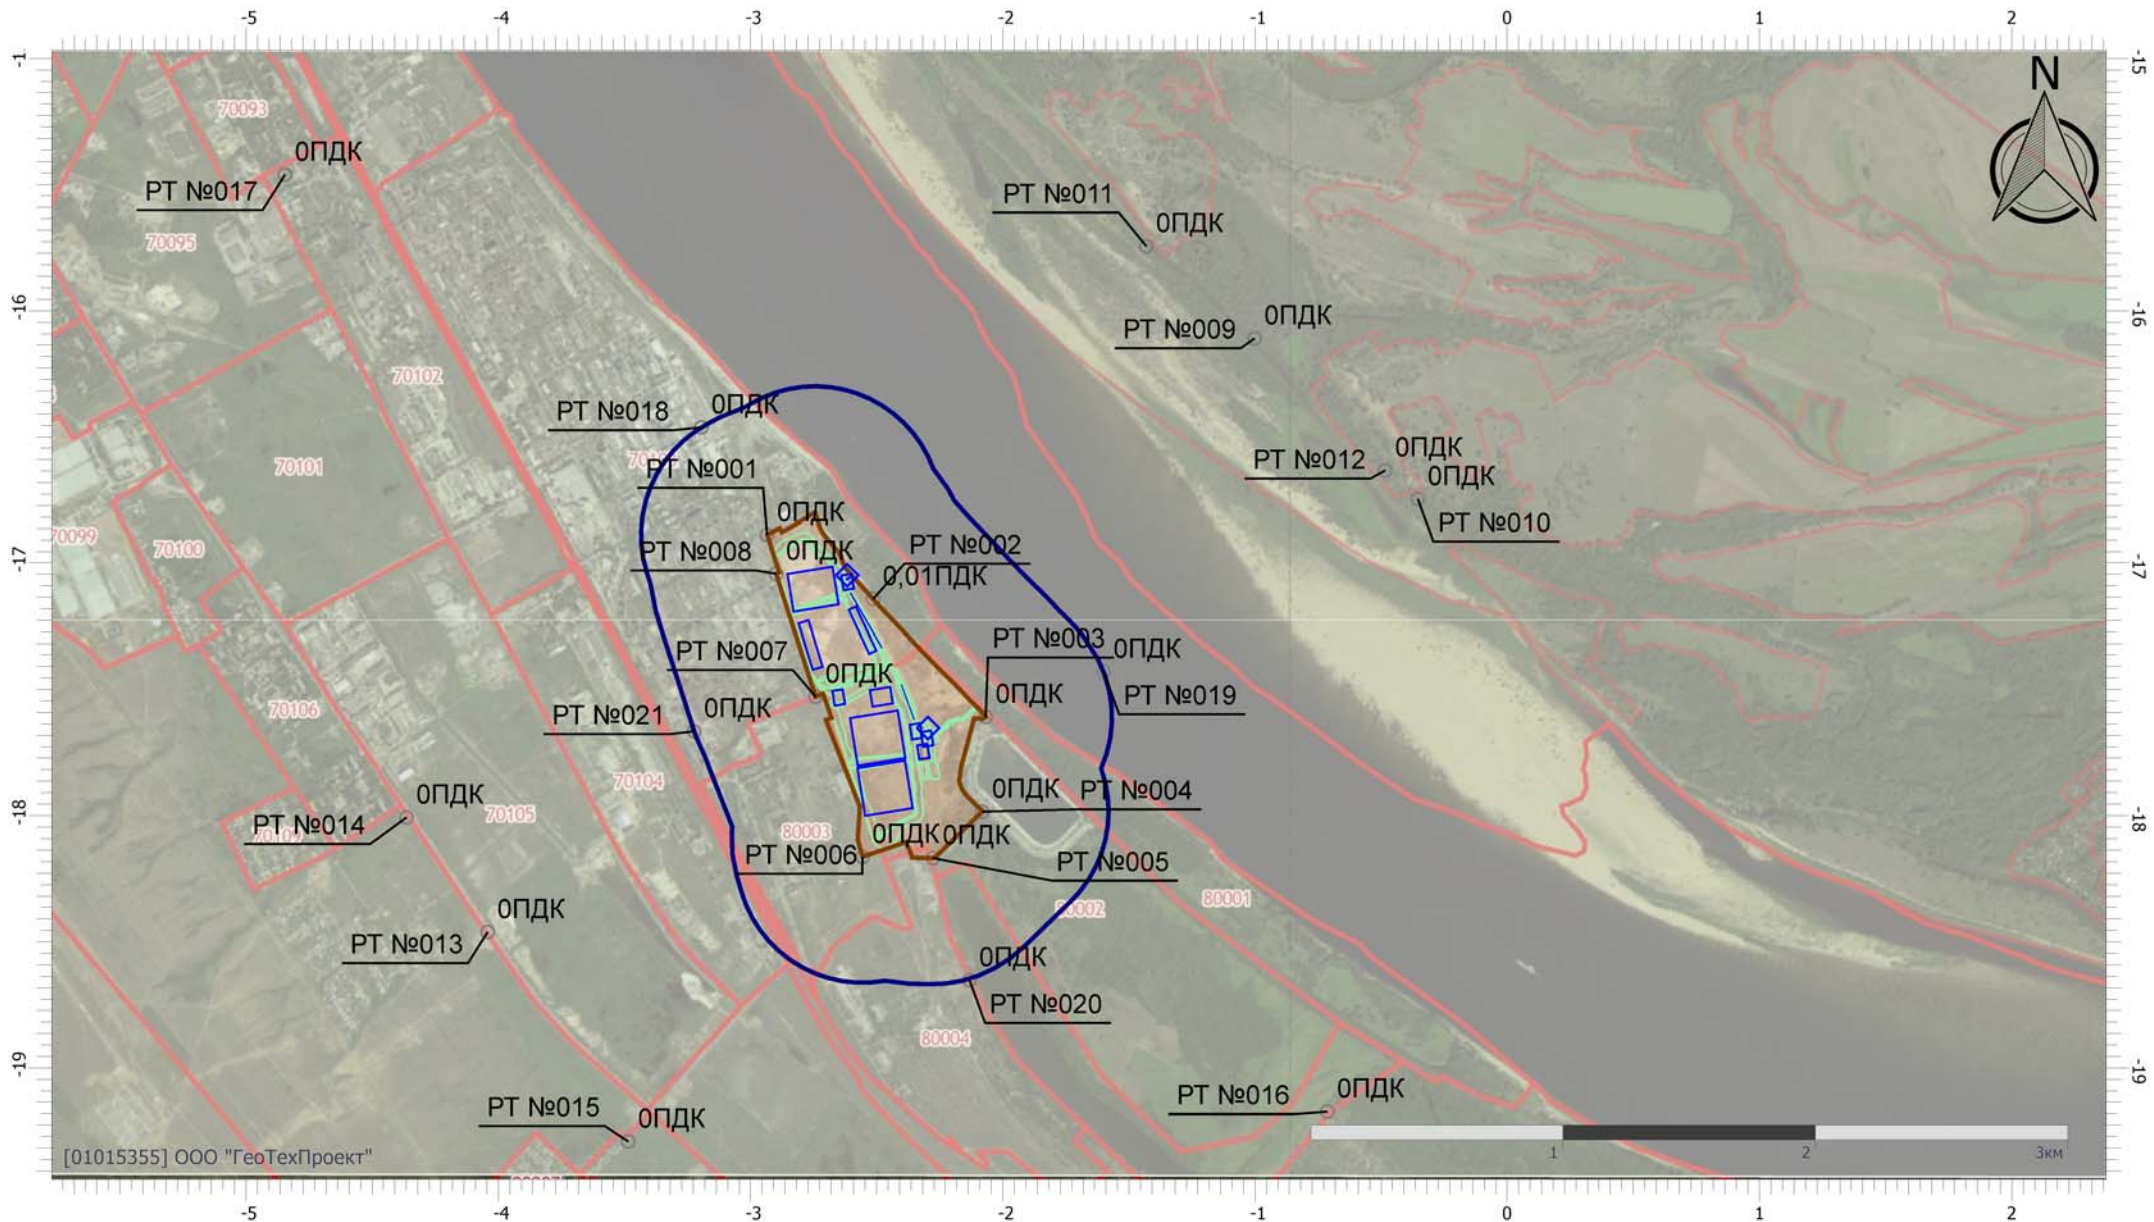 -5 -4 -3 -2 -1 0 1 2
-1
15
N
70093
0ПДК
РТ №017
70095
РТ №011
0ПДК
-16
16
РТ №009 0ПДК
70102
РТ №018 0ПДК
РТ №012 0ПДК
70101
РТ №001
0ПДК
РТ №010
0ПДК
70099
70100
РТ №008 0ПДК
РТ №002
0,01ПДК
-17
17
РТ №003 0ПДК
РТ №007
0ПДК
0ПДК
РТ №019
70106
РТ №021 0ПДК
70104
0ПДК
РТ №004
0ПДК
70105
-18
18
РТ №014
80003
0ПДК 0ПДК
РТ №006
РТ №005
80002
80001
0ПДК
РТ №013
0ПДК
РТ №020
80004
-19
19
РТ №016 0ПДК
РТ №015 0ПДК
[01015355] ООО "ГеоТехПроект"
1 2 3км
-5 -4 -3 -2 -1 0 1 2